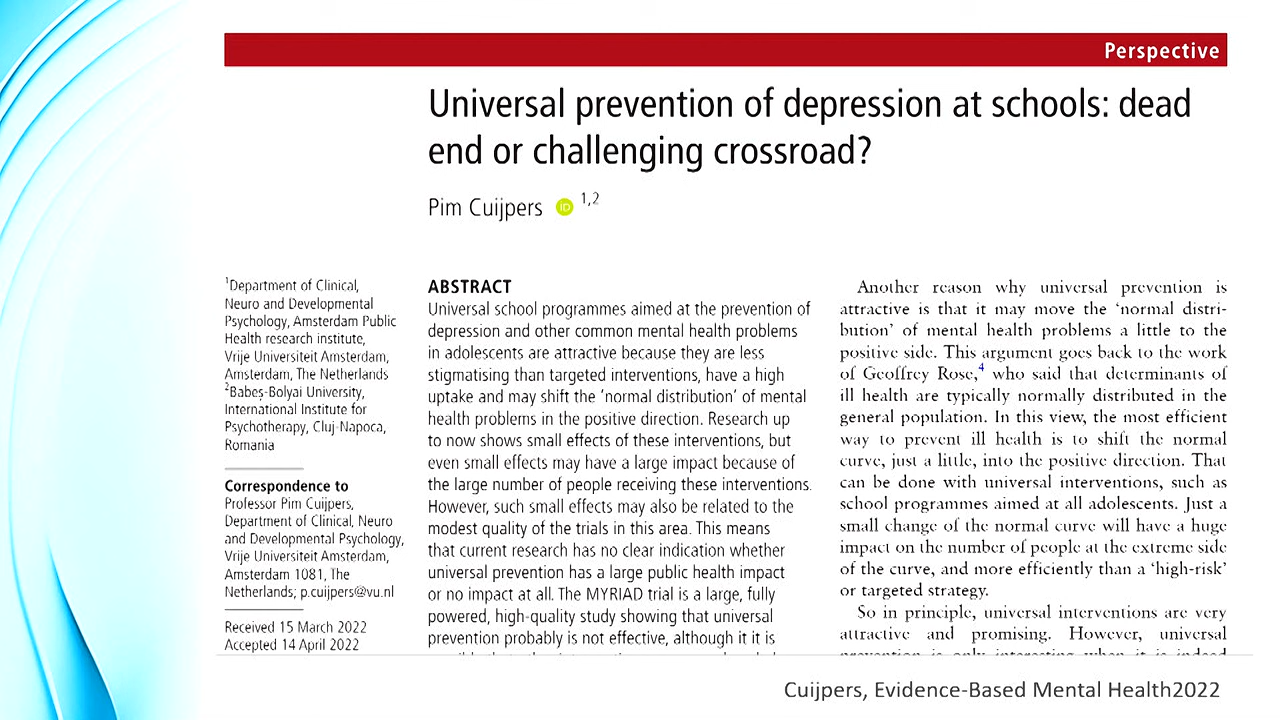 Perspective
Universal prevention of depression at schools: dead
end or challenging crossroad?
Pim Cuijpers iD 1,2
1Department of Clinical,
Neuro and Developmental
Psychology, Amsterdam Public
Health research institute,
Vrije Universiteit Amsterdam,
Amsterdam, The Netherlands
2Babeș-Bolyai University,
International Institute for
Psychotherapy, Cluj-Napoca,
Romania
Correspondence to
Professor Pim Cuijpers,
Department of Clinical, Neuro
and Developmental Psychology,
Vrije Universiteit Amsterdam,
Amsterdam 1081, The
Netherlands; p.cuijpers@vu.nl
Received 15 March 2022
Accepted 14 April 2022
ABSTRACT
Universal school programmes aimed at the prevention of
depression and other common mental health problems
in adolescents are attractive because they are less
stigmatising than targeted interventions, have a high
uptake and may shift the ‘normal distribution’ of mental
health problems in the positive direction. Research up
to now shows small effects of these interventions, but
even small effects may have a large impact because of
the large number of people receiving these interventions.
However, such small effects may also be related to the
modest quality of the trials in this area. This means
that current research has no clear indication whether
universal prevention has a large public health impact
or no impact at all. The MYRIAD trial is a large, fully
powered, high-quality study showing that universal
prevention probably is not effective, although it it is
Another reason why universal prevention is
attractive is that it may move the ‘normal distri-
bution’ of mental health problems a little to the
positive side. This argument goes back to the work
of Geoffrey Rose,4 who said that determinants of
ill health are typically normally distributed in the
general population. In this view, the most efficient
way to prevent ill health is to shift the normal
curve, just a little, into the positive direction. That
can be done with universal interventions, such as
school programmes aimed at all adolescents. Just a
small change of the normal curve will have a huge
impact on the number of people at the extreme side
of the curve, and more efficiently than a ‘high-risk’
or targeted strategy.
So in principle, universal interventions are very
attractive and promising. However, universal
prevention is only interesting when it is indeed
Cuijpers, Evidence-Based Mental Health2022